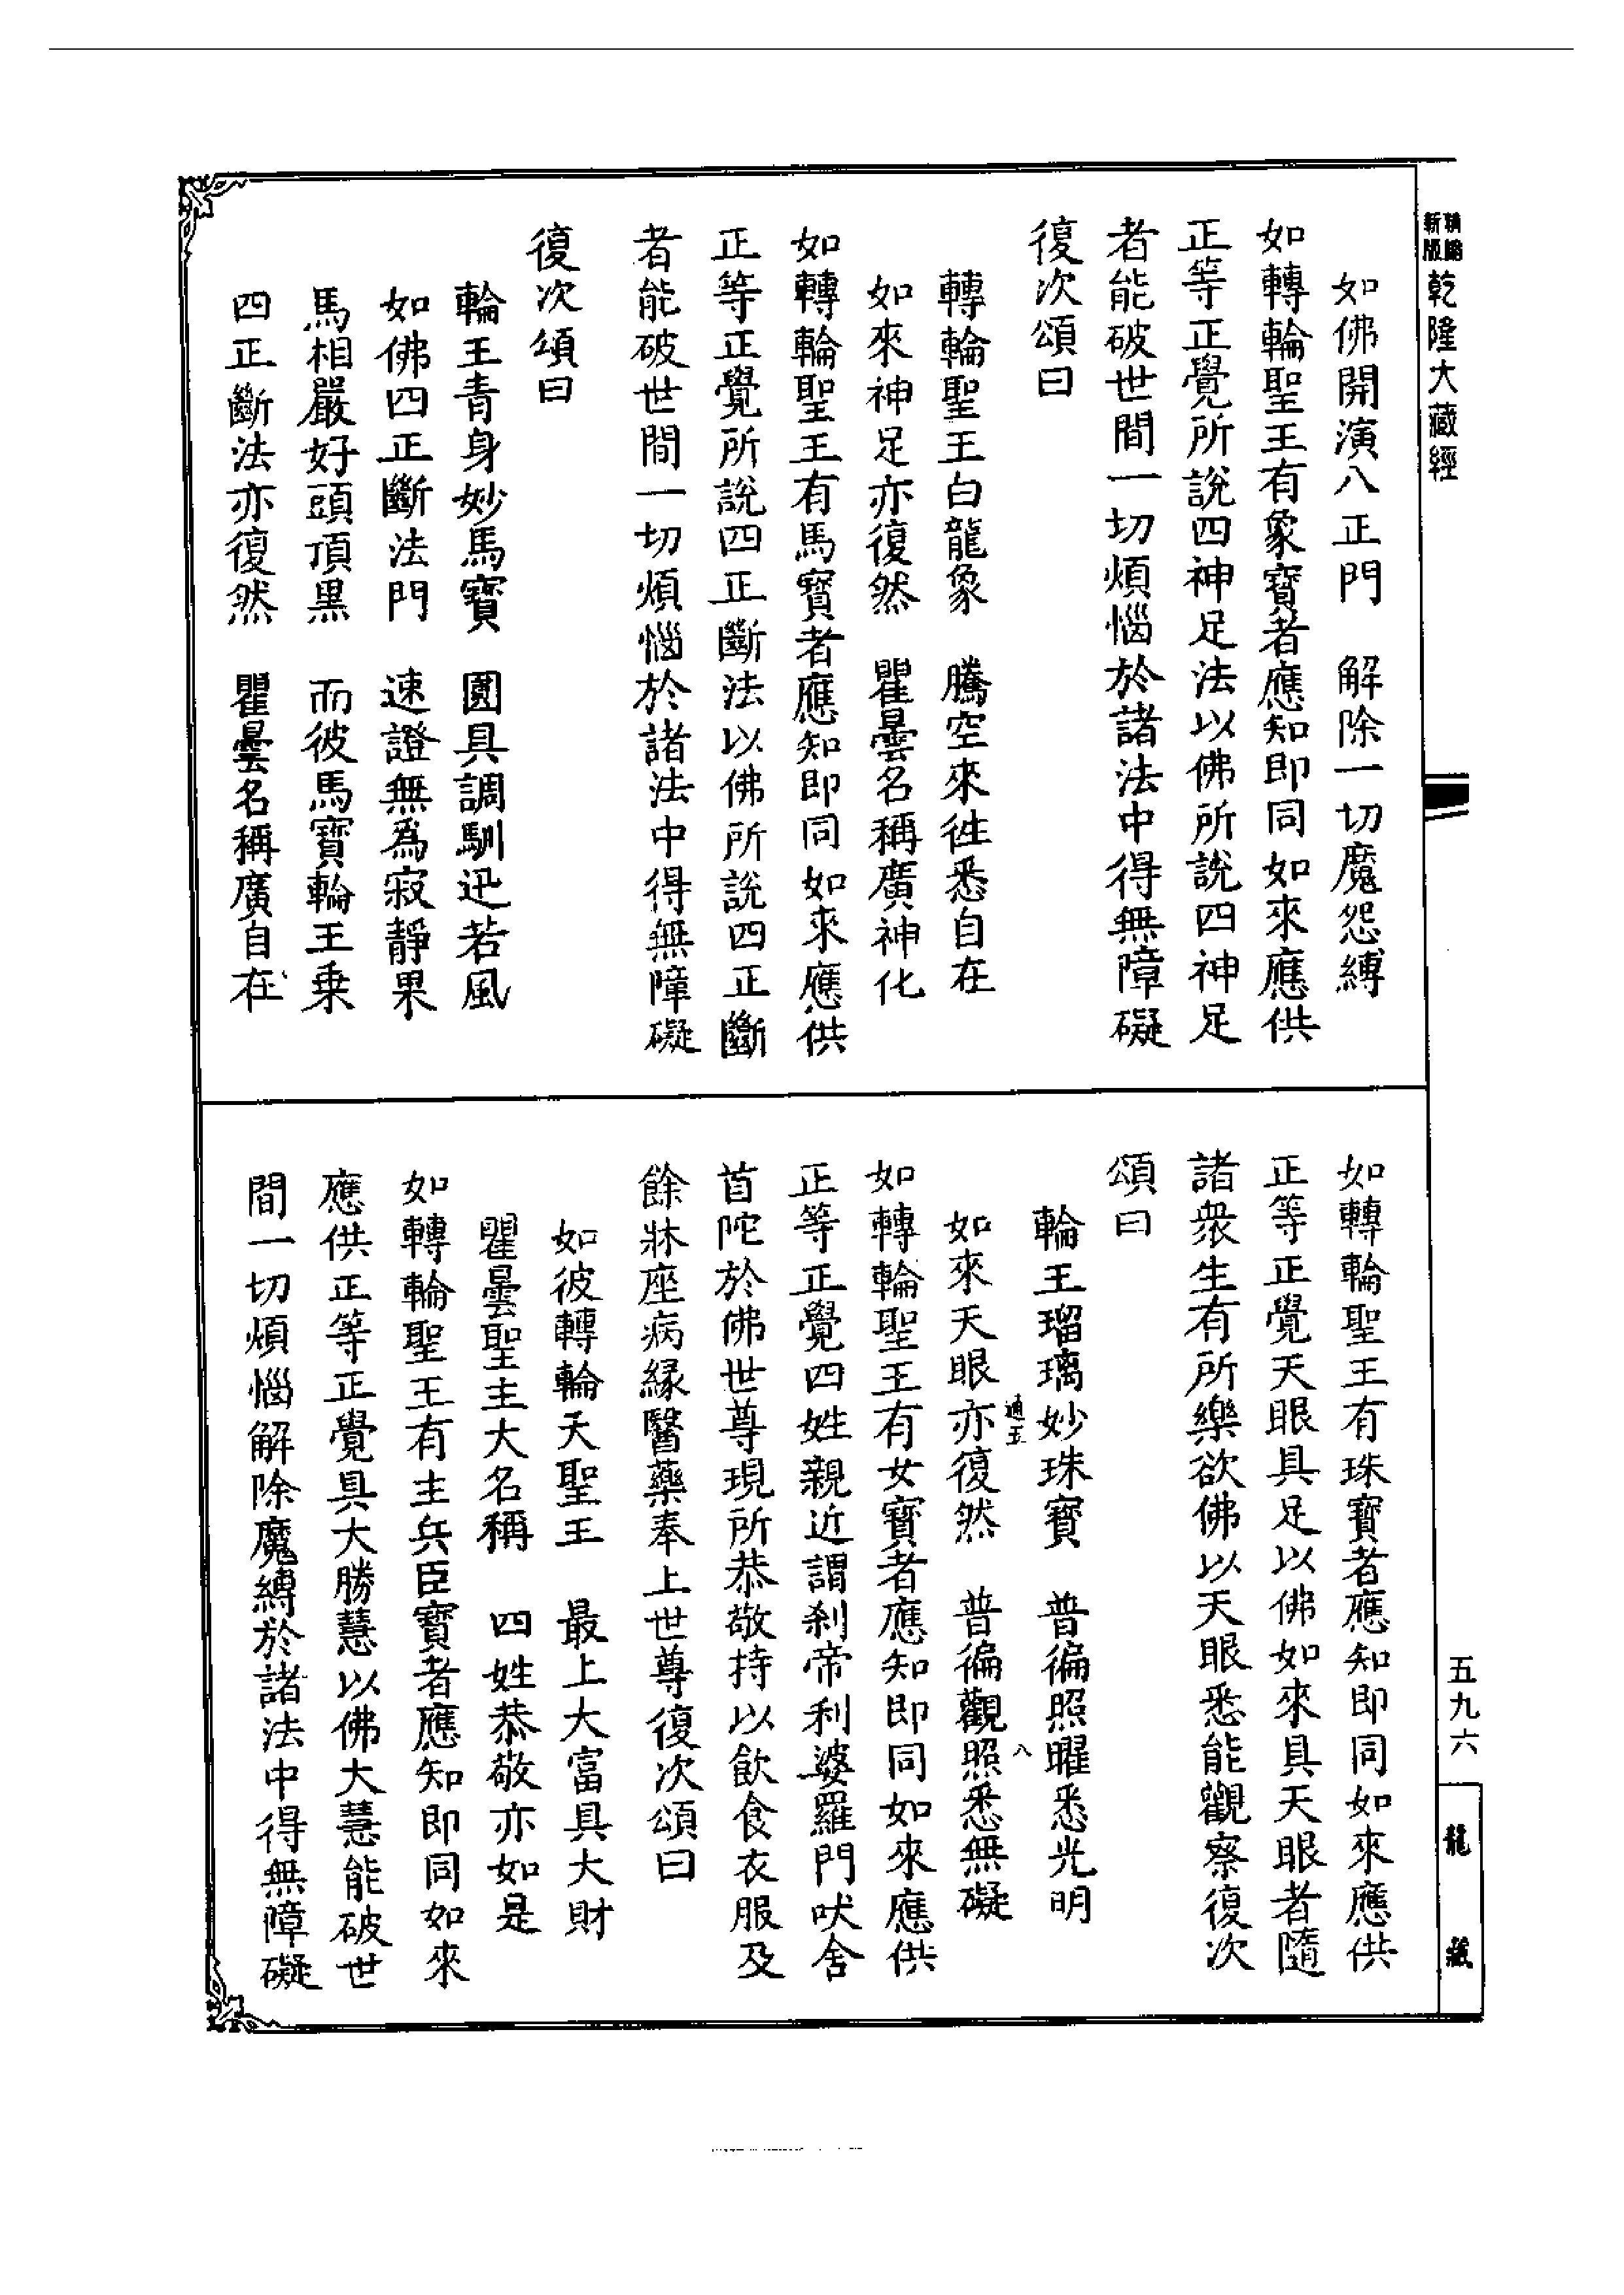 新版
乾隆大藏經
如佛開演八正門　解除一切魔怨縛
如轉輪聖王有象寶者應知即同如來應供
正等正覺所說四神足法以佛所說四神足
者能破世間一切煩惱於諸法中得無障礙
復次頌曰
轉輪聖王白龍象　騰空來徃悉自在
如來神足亦復然　瞿曇名稱廣神化
如轉輪聖王有馬寶者應知即同如來應供
正等正覺所說四正斷法以佛所說四正斷
者能破世間一切煩惱於諸法中得無障礙
復次頌曰
輪王青身妙馬寶　圓具調馴迅若風
如佛四正斷法門　速證無為寂靜果
馬相嚴好頭頂黑　而彼馬寶輪王乗
四正斷法亦復然　瞿曇名稱廣自在
如轉輪聖王有珠寶者應知即同如來應供
正等正覺天眼具足以佛如來具天眼者隨
諸衆生有所樂欲佛以天眼悉能觀察復次
頌曰
輪王瑠璃妙珠寶　普徧照曜悉光明
通五
八
如來天眼亦復然　普徧觀照悉無礙
如轉輪聖王有女寶者應知即同如來應供
正等正覺四姓親近謂剎帝利婆羅門吠舍
首陀於佛世尊現所恭敬持以飲食衣服及
餘牀座病緣醫藥奉上世尊復次頌曰
如彼轉輪天聖王　最上大富具大財
瞿曇聖主大名稱　四姓恭敬亦如是
如轉輪聖王有主兵臣寶者應知即同如來
應供正等正覺具大勝慧以佛大慧能破世
間一切煩惱解除魔縛於諸法中得無障礙
五九六
龍藏